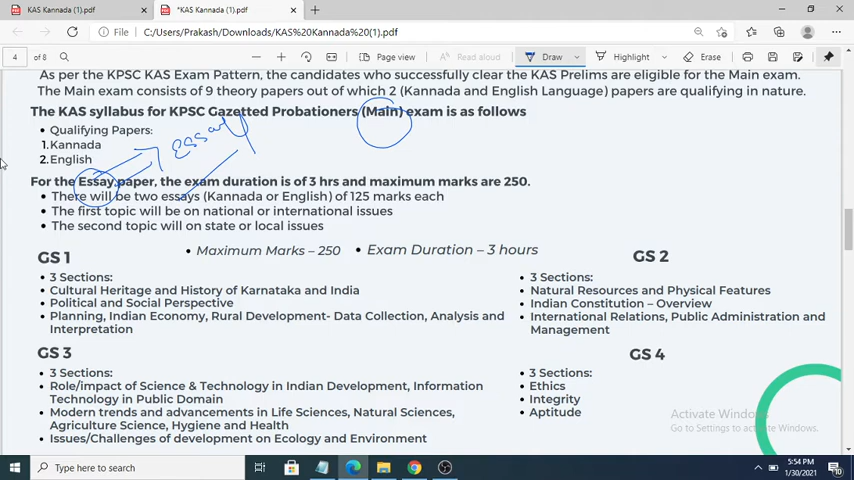 KAS Kannada (1).pdf
*KAS Kannada (1).pdf
C:/Users/Prakash/Downloads/KAS%20Kannada%20(1).pdf
4 of 8
Page view
Read aloud
Draw
Highlight
Erase
As per the KPSC KAS Exam Pattern, the candidates who successfully clear the KAS Prelims are eligible for the Main exam.
The Main exam consists of 9 theory papers out of which 2 (Kannada and English Language) papers are qualifying in nature.
The KAS syllabus for KPSC Gazetted Probationers (Main) exam is as follows
• Qualifying Papers:
1. Kannada
2. English
Essay
For the Essay paper, the exam duration is of 3 hrs and maximum marks are 250.
• There will be two essays (Kannada or English) of 125 marks each
• The first topic will be on national or international issues
• The second topic will on state or local issues
• Maximum Marks – 250 • Exam Duration – 3 hours
GS 1
• 3 Sections:
• Cultural Heritage and History of Karnataka and India
• Political and Social Perspective
• Planning, Indian Economy, Rural Development- Data Collection, Analysis and
Interpretation
GS 2
• 3 Sections:
• Natural Resources and Physical Features
• Indian Constitution – Overview
• International Relations, Public Administration and
Management
GS 3
• 3 Sections:
• Role/impact of Science & Technology in Indian Development, Information
Technology in Public Domain
• Modern trends and advancements in Life Sciences, Natural Sciences,
Agriculture Science, Hygiene and Health
• Issues/Challenges of development on Ecology and Environment
GS 4
• 3 Sections:
• Ethics
• Integrity
• Aptitude
Activate Windows
Go to Settings to activate Windows.
Type here to search
5:54 PM
1/30/2021
10